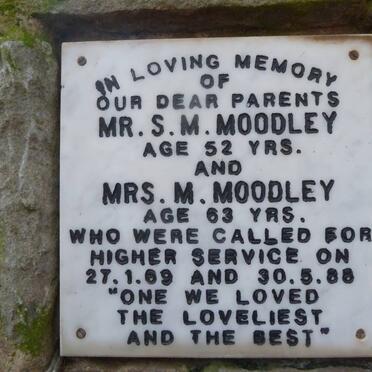 IN LOVING MEMORY
OF
OUR DEAR PARENTS
MR. S. M. MOODLEY
AGE 52 YRS.
AND
MRS. M. MOODLEY
AGE 63 YRS.
WHO WERE CALLED FOR
HIGHER SERVICE ON
27.1.69 AND 30.5.88
"ONE WE LOVED
THE LOVELIEST
AND THE BEST"